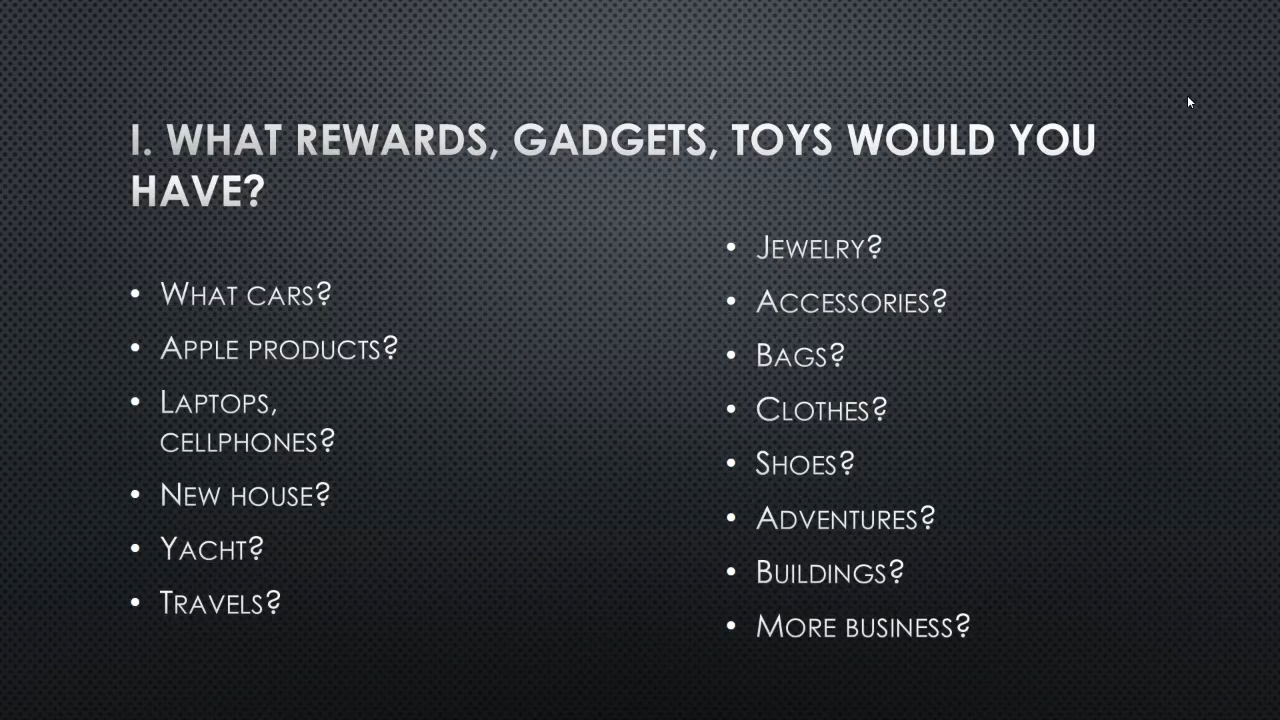 I. WHAT REWARDS, GADGETS, TOYS WOULD YOU
HAVE?
• WHAT CARS?
• APPLE PRODUCTS?
• LAPTOPS,
CELLPHONES?
• NEW HOUSE?
• YACHT?
• TRAVELS?
• JEWELRY?
• ACCESSORIES?
• BAGS?
• CLOTHES?
• SHOES?
• ADVENTURES?
• BUILDINGS?
• MORE BUSINESS?